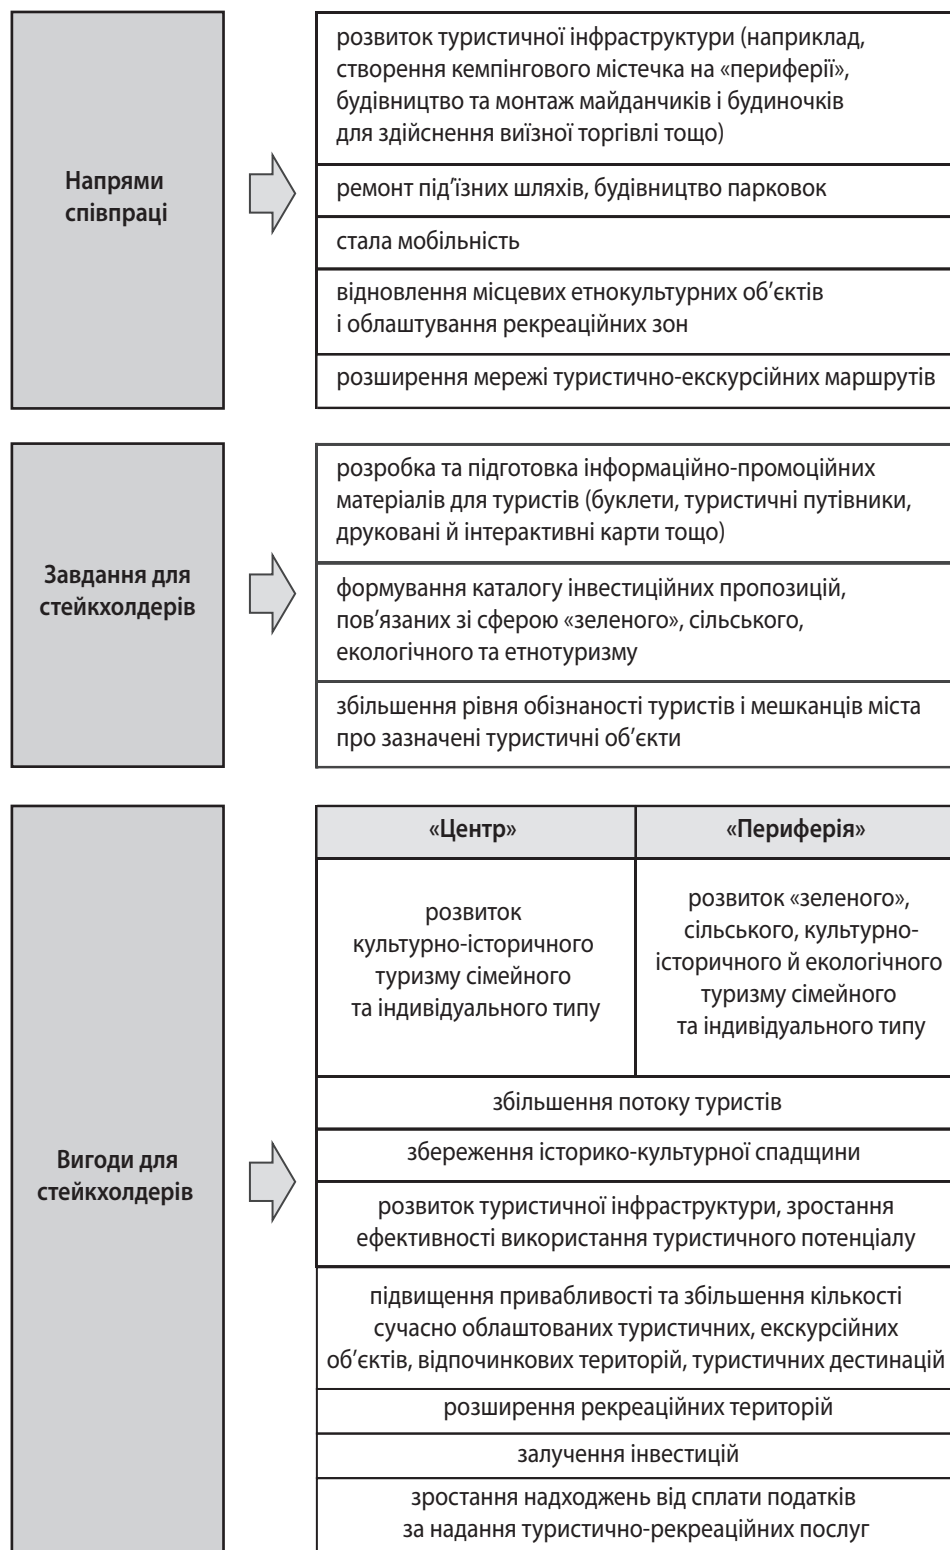 Напрями
співпраці
розвиток туристичної інфраструктури (наприклад,
створення кемпінгового містечка на «периферії»,
будівництво та монтаж майданчиків і будиночків
для здійснення виїзної торгівлі тощо)
ремонт під’їзних шляхів, будівництво парковок
стала мобільність
відновлення місцевих етнокультурних об’єктів
і облаштування рекреаційних зон
розширення мережі туристично-екскурсійних маршрутів
Завдання для
стейкхолдерів
розробка та підготовка інформаційно-промоційних
матеріалів для туристів (буклети, туристичні путівники,
друковані й інтерактивні карти тощо)
формування каталогу інвестиційних пропозицій,
пов’язаних зі сферою «зеленого», сільського,
екологічного та етнотуризму
збільшення рівня обізнаності туристів і мешканців міста
про зазначені туристичні об’єкти
Вигоди для
стейкхолдерів
«Центр»
«Периферія»
розвиток
культурно-історичного
туризму сімейного
та індивідуального типу
розвиток «зеленого»,
сільського, культурно-
історичного й екологічного
туризму сімейного
та індивідуального типу
збільшення потоку туристів
збереження історико-культурної спадщини
розвиток туристичної інфраструктури, зростання
ефективності використання туристичного потенціалу
підвищення привабливості та збільшення кількості
сучасно облаштованих туристичних, екскурсійних
об’єктів, відпочинкових територій, туристичних дестинацій
розширення рекреаційних територій
залучення інвестицій
зростання надходжень від сплати податків
за надання туристично-рекреаційних послуг